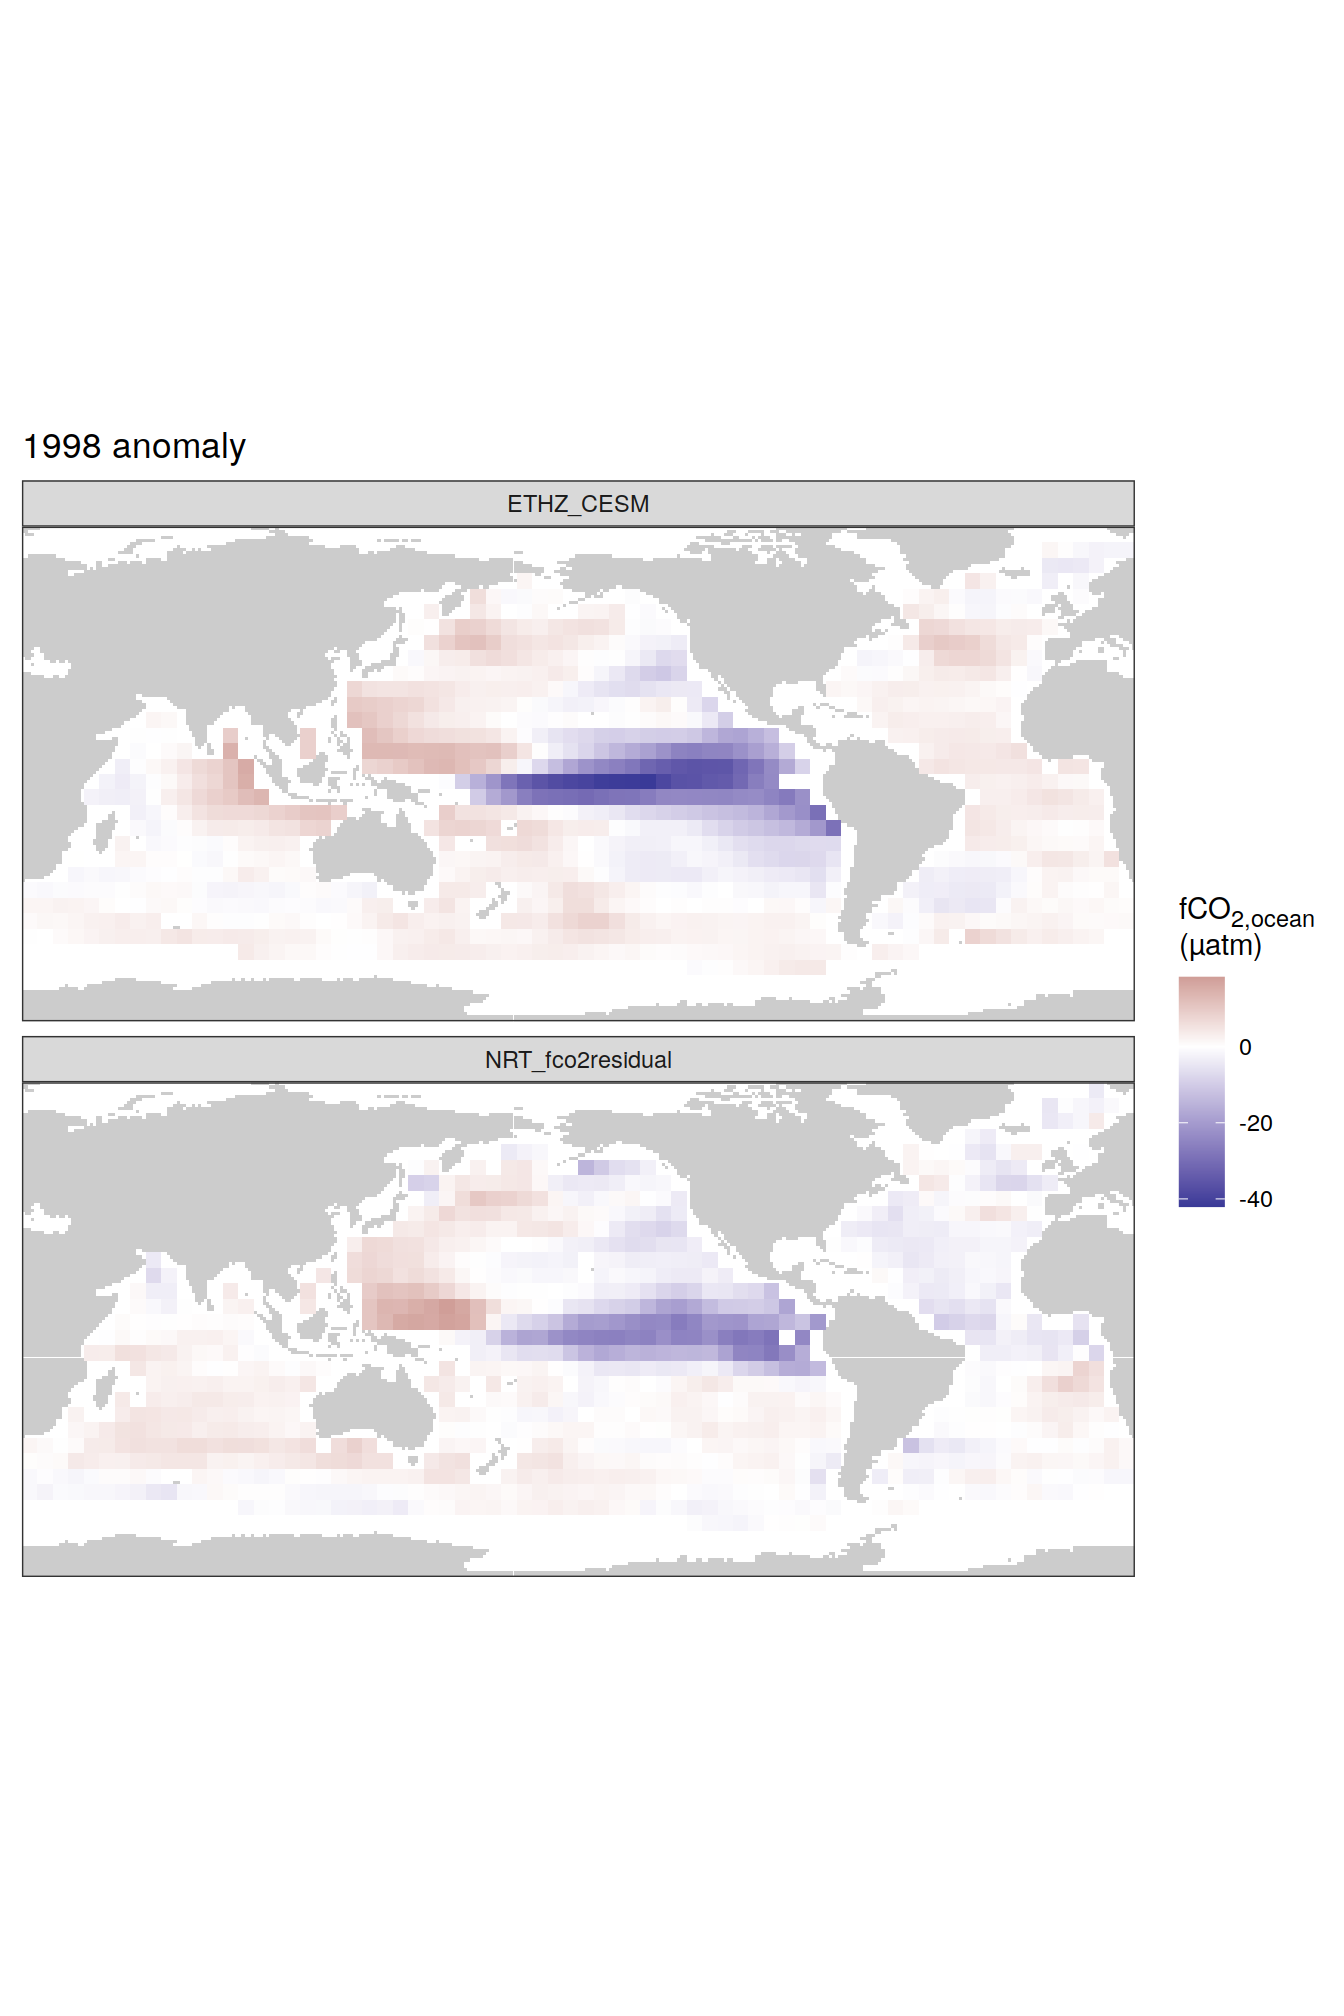 1998 anomaly
ETHZ_CESM
NRT_fco2residual
fCO2,ocean
(µatm)
0
-20
-40